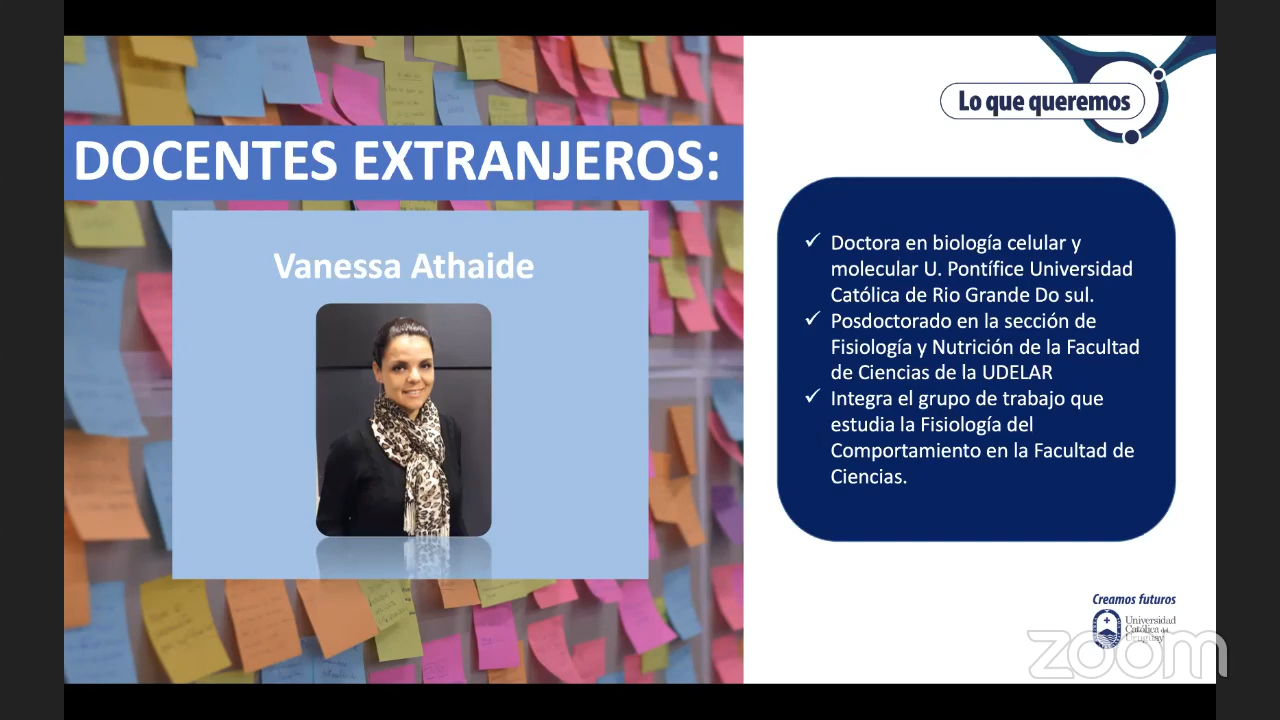 DOCENTES EXTRANJEROS:
Vanessa Athaide
Lo que queremos
✓ Doctora en biología celular y
molecular U. Pontífice Universidad
Católica de Rio Grande Do sul.
✓ Posdoctorado en la sección de
Fisiología y Nutrición de la Facultad
de Ciencias de la UDELAR
✓ Integra el grupo de trabajo que
estudia la Fisiología del
Comportamiento en la Facultad de
Ciencias.
Creamos futuros
Universidad
Católica del
Uruguay
zoom